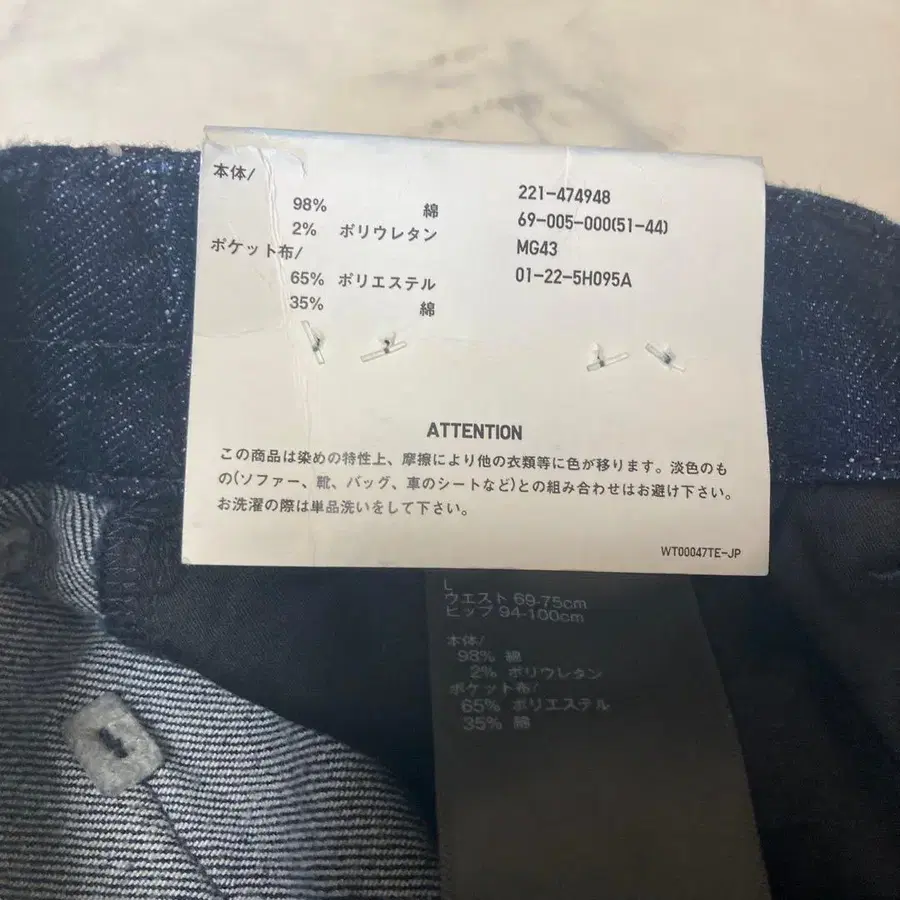 本体/
98% 綿
2% ポリウレタン
ポケット布/
65% ポリエステル
35% 綿
221-474948
69-005-000(51-44)
MG43
01-22-5H095A
ATTENTION
この商品は染めの特性上、摩擦により他の衣類等に色が移ります。淡色のも
の(ソファー、靴、バッグ、車のシートなど)との組み合わせはお避け下さい。
お洗濯の際は単品洗いをして下さい。
WT00047TE-JP
L
ウエスト 69-75cm
ヒップ 94-100cm
本体/
98% 綿
2% ポリウレタン
ポケット布/
65% ポリエステル
35% 綿